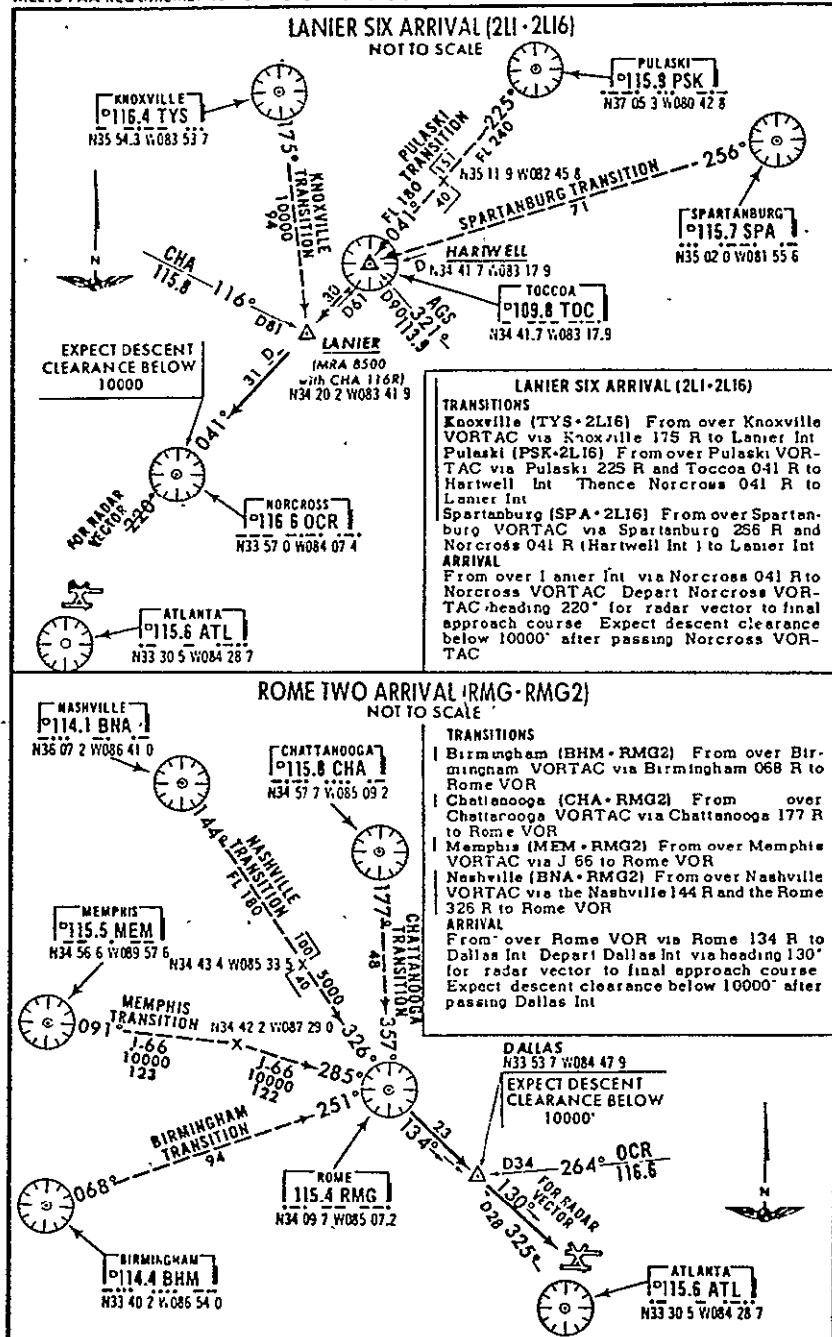 LANIER SIX ARRIVAL (2LI·2LI6)
NOT TO SCALE
KNOXVILLE
D116.4 TYS
N35 54.3 W083 53 7
PULASKI
D115.9 PSK
N37 05 3 W080 42 8
175°
KNOXVILLE TRANSITION
10000
94
225°
FL 240
PULASKI TRANSITION
151
40
N35 11 9 W082 45 8
FL 180
041°
256°
SPARTANBURG TRANSITION
71
SPARTANBURG
D115.7 SPA
N35 02 0 W081 55 6
N
CHA
115.8
116°
D81
HARTWELL
D
N34 41 7 W083 17 9
TOCCOA
D109.8 TOC
N34 41.7 W083 17.9
30
D61
D90
AGS
321°
113.9
LANIER
(MRA 8500
with CHA 116R)
N34 20 2 W083 41 9
EXPECT DESCENT
CLEARANCE BELOW
10000
31 D
041°
NORCROSS
D116 6 OCR
N33 57 0 W084 07 4
FOR RADAR
VECTOR
220°
ATLANTA
D115.6 ATL
N33 30 5 W084 28 7
LANIER SIX ARRIVAL (2LI·2LI6)
TRANSITIONS
Knoxville (TYS·2LI6) From over Knoxville
VORTAC via Knoxville 175 R to Lanier Int
Pulaski (PSK·2LI6) From over Pulaski VOR-
TAC via Pulaski 225 R and Toccoa 041 R to
Hartwell Int Thence Norcross 041 R to
Lanier Int
Spartanburg (SPA·2LI6) From over Spartan-
burg VORTAC via Spartanburg 256 R and
Norcross 041 R (Hartwell Int ) to Lanier Int
ARRIVAL
From over Lanier Int via Norcross 041 R to
Norcross VORTAC Depart Norcross VOR-
TAC heading 220° for radar vector to final
approach course Expect descent clearance
below 10000' after passing Norcross VOR-
TAC
ROME TWO ARRIVAL (RMG·RMG2)
NOT TO SCALE
NASHVILLE
D114.1 BNA
N36 07 2 W086 41 0
CHATTANOOGA
D115.8 CHA
N34 57 7 W085 09 2
144°
NASHVILLE TRANSITION
FL 180
177°
48
CHATTANOOGA TRANSITION
MEMPHIS
D115.5 MEM
N34 56 6 W089 57 6
N34 43 4 W085 33 5
100
40
5000
326°
357°
091°
MEMPHIS TRANSITION
J-66
10000
123
N34 42 2 W087 29 0
J-66
10000
122
285°
251°
BIRMINGHAM TRANSITION
94
068°
BIRMINGHAM
D114.4 BHM
N33 40 2 W086 54 0
ROME
115.4 RMG
N34 09 7 W085 07.2
23
134°
DALLAS
N33 53 7 W084 47 9
EXPECT DESCENT
CLEARANCE BELOW
10000'
D34
264°
OCR
116.6
130°
FOR RADAR
VECTOR
D28
325°
N
ATLANTA
D115.6 ATL
N33 30 5 W084 28 7
TRANSITIONS
Birmingham (BHM·RMG2) From over Bir-
mingham VORTAC via Birmingham 068 R to
Rome VOR
Chattanooga (CHA·RMG2) From over
Chattanooga VORTAC via Chattanooga 177 R
to Rome VOR
Memphis (MEM·RMG2) From over Memphis
VORTAC via J 66 to Rome VOR
Nashville (BNA·RMG2) From over Nashville
VORTAC via the Nashville 144 R and the Rome
326 R to Rome VOR
ARRIVAL
From over Rome VOR via Rome 134 R to
Dallas Int Depart Dallas Int via heading 130°
for radar vector to final approach course
Expect descent clearance below 10000' after
passing Dallas Int